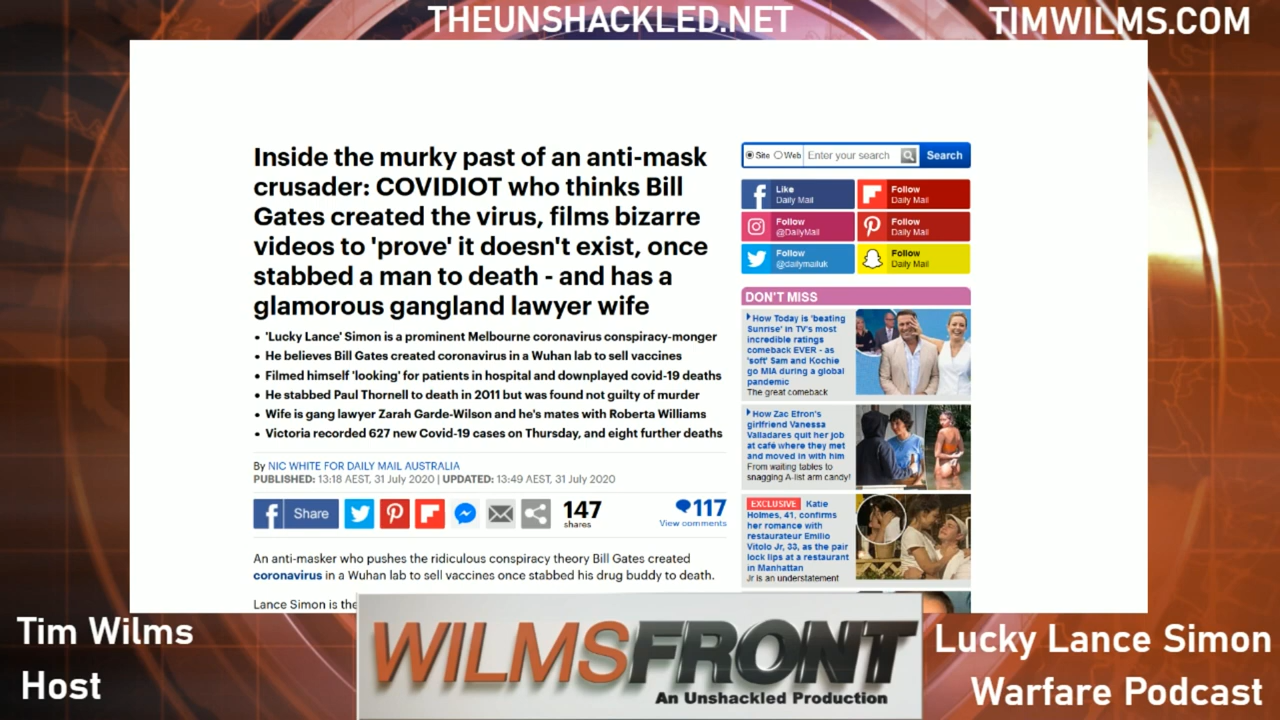 THEUNSHACKLED.NET
TIMWILMS.COM
Inside the murky past of an anti-mask
crusader: COVIDIOT who thinks Bill
Gates created the virus, films bizarre
videos to 'prove' it doesn't exist, once
stabbed a man to death - and has a
glamorous gangland lawyer wife
• 'Lucky Lance' Simon is a prominent Melbourne coronavirus conspiracy-monger
• He believes Bill Gates created coronavirus in a Wuhan lab to sell vaccines
• Filmed himself 'looking' for patients in hospital and downplayed covid-19 deaths
• He stabbed Paul Thornell to death in 2011 but was found not guilty of murder
• Wife is gang lawyer Zarah Garde-Wilson and he's mates with Roberta Williams
• Victoria recorded 627 new Covid-19 cases on Thursday, and eight further deaths
By NIC WHITE FOR DAILY MAIL AUSTRALIA
PUBLISHED: 13:18 AEST, 31 July 2020 | UPDATED: 13:49 AEST, 31 July 2020
Share
147
shares
117
View comments
An anti-masker who pushes the ridiculous conspiracy theory Bill Gates created
coronavirus in a Wuhan lab to sell vaccines once stabbed his drug buddy to death.
Lance Simon is the
Site Web Enter your search Search
Like
Daily Mail
Follow
Daily Mail
Follow
@DailyMail
Follow
Daily Mail
Follow
@dailymailuk
Follow
Daily Mail
DON'T MISS
How Today is 'beating
Sunrise' in TV's most
incredible ratings
comeback EVER - as
'soft' Sam and Kochie
go MIA during a global
pandemic
The great comeback
How Zac Efron's
girlfriend Vanessa
Valladares quit her job
at café where they met
and moved in with him
From waiting tables to
snagging A-list arm candy!
EXCLUSIVE Katie
Holmes, 41, confirms
her romance with
restaurateur Emilio
Vitolo Jr, 33, as the pair
lock lips at a restaurant
in Manhattan
Jr is an understatement
Tim Wilms
Host
WILMSFRONT
An Unshackled Production
Lucky Lance Simon
Warfare Podcast